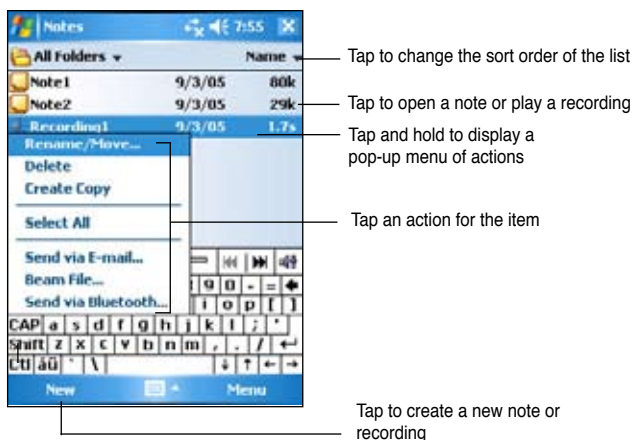 Notes 7:55
All Folders Name
Note1 9/3/05 80k
Note2 9/3/05 29k
Recording1 9/3/05 1.7s
Rename/Move...
Delete
Create Copy
Select All
Send via E-mail...
Beam File...
Send via Bluetooth...
9 0 - =
i o p [ ]
CAP a s d f g h j k l ; '
Shift z x c v b n m , . /
Ctl áü ` \
New Menu
Tap to change the sort order of the list
Tap to open a note or play a recording
Tap and hold to display a
pop-up menu of actions
Tap an action for the item
Tap to create a new note or
recording